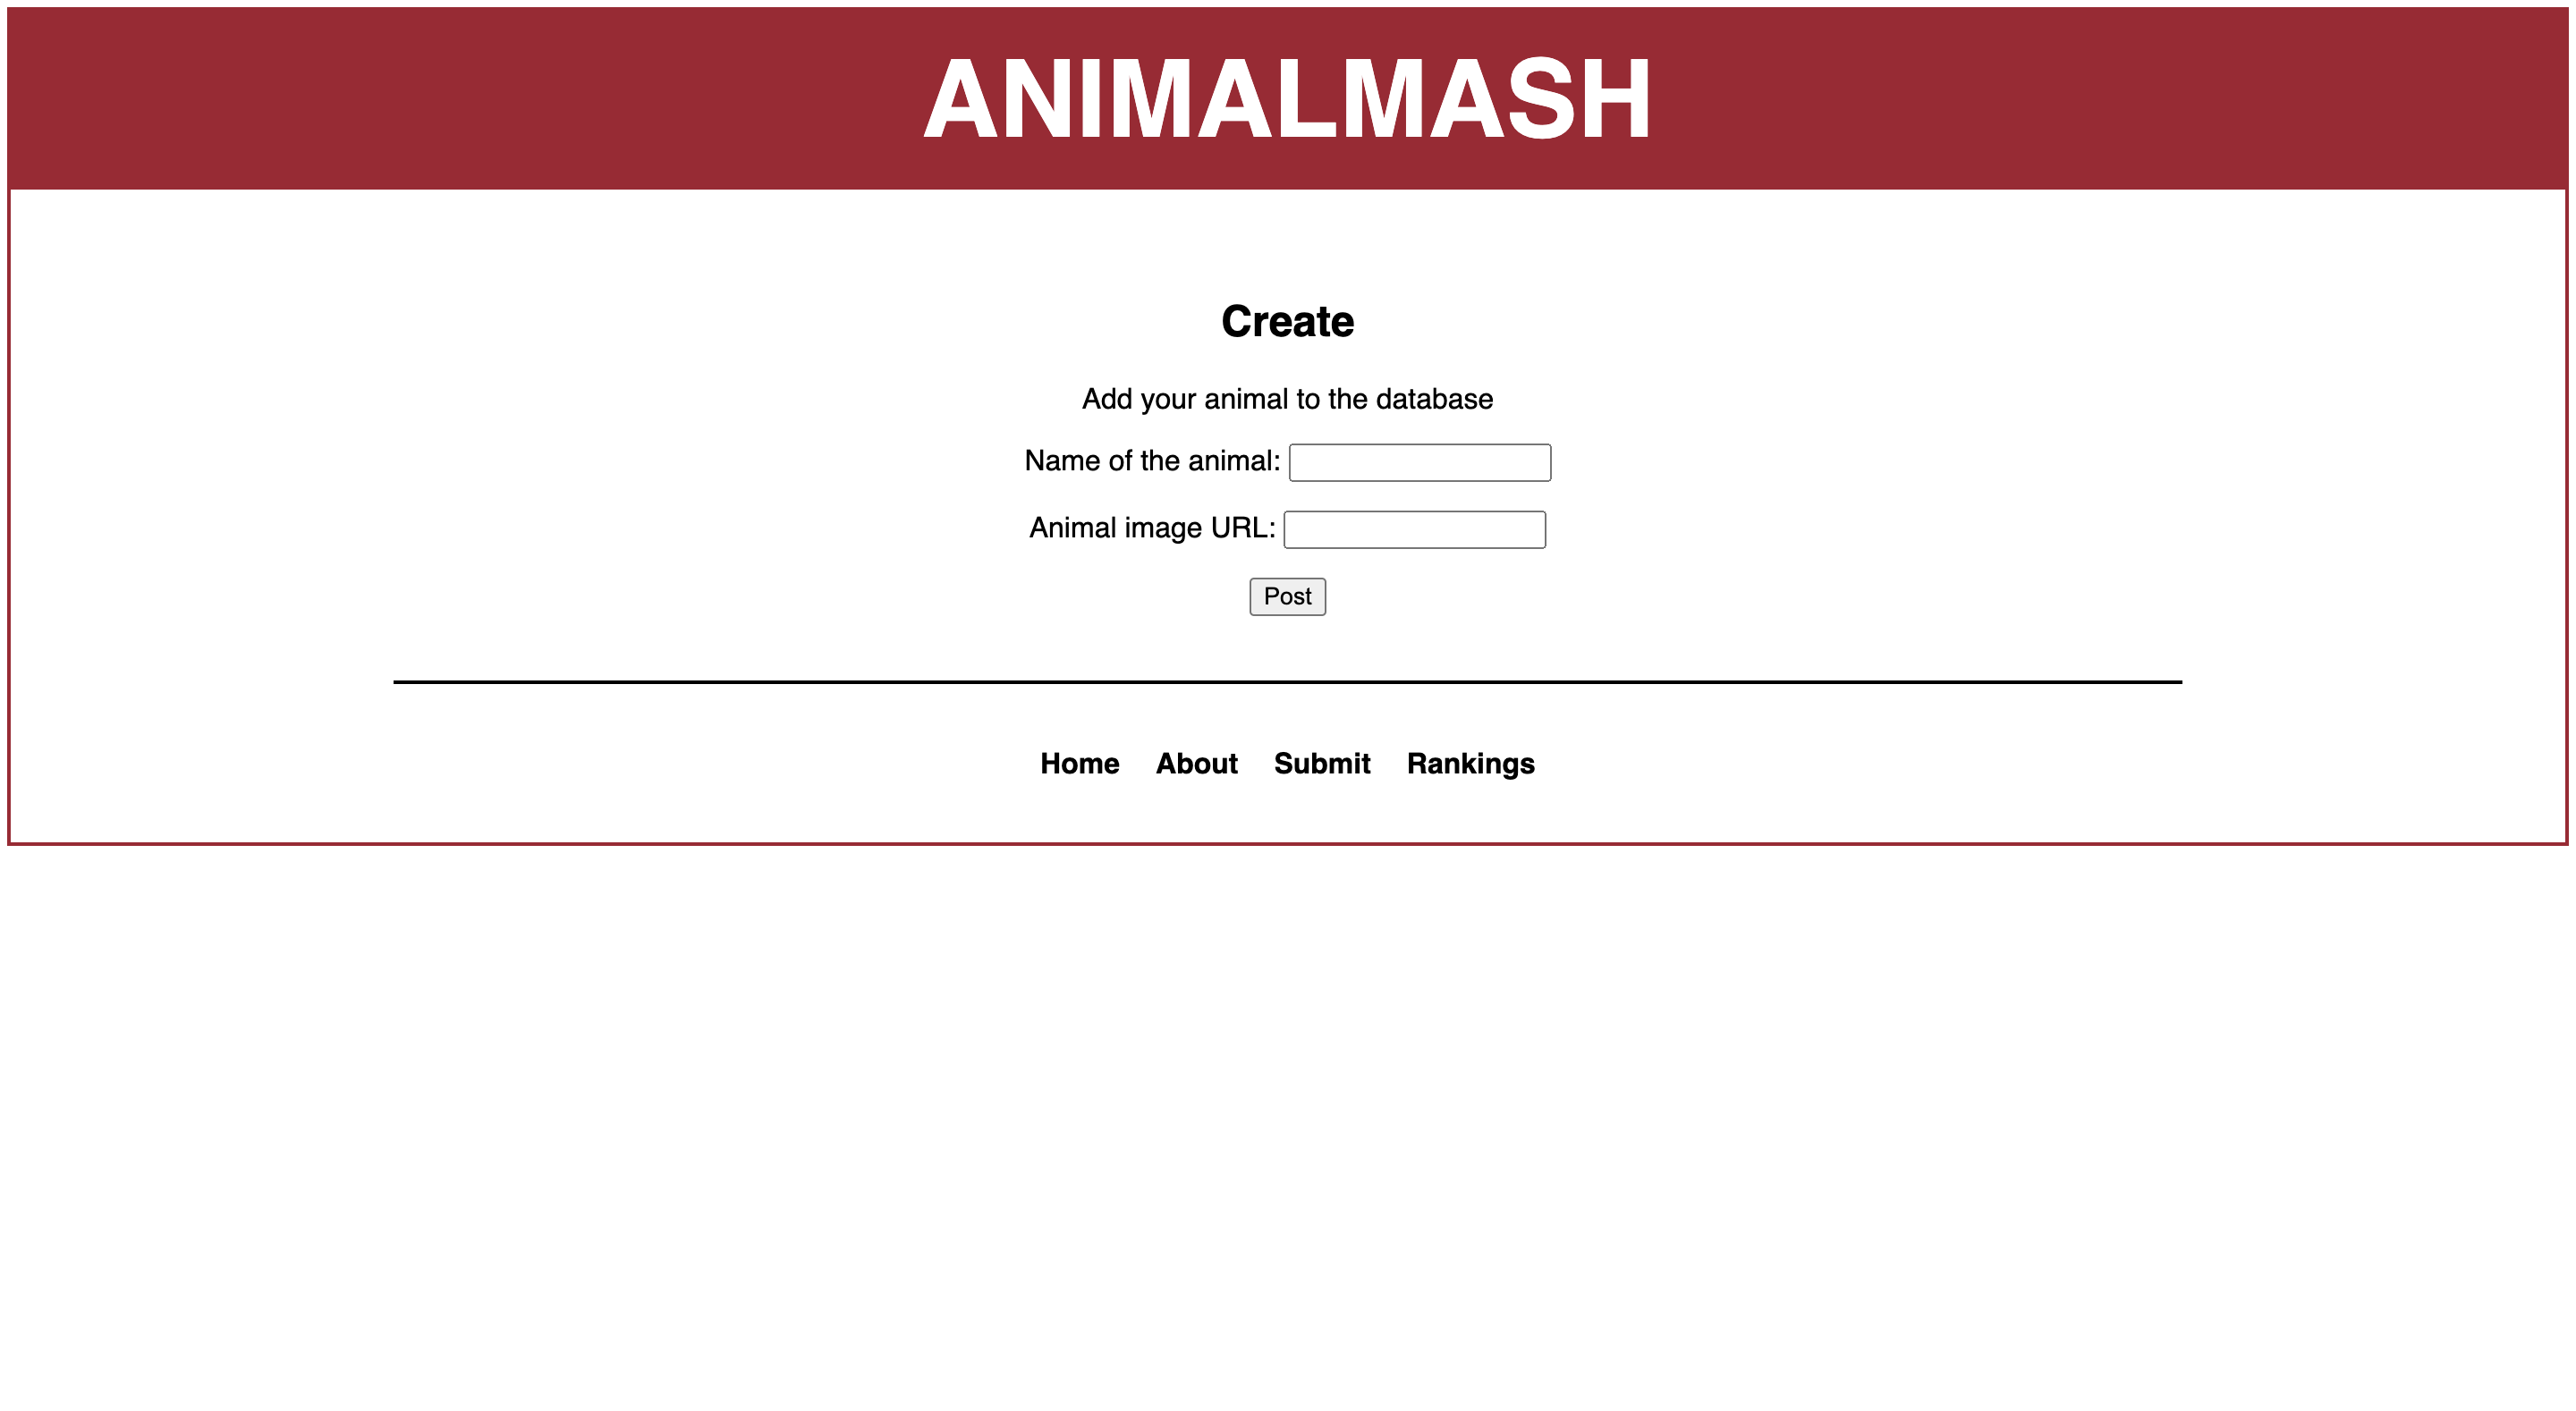 ANIMALMASH
Create
Add your animal to the database
Name of the animal:
Animal image URL:
Post
Home About Submit Rankings